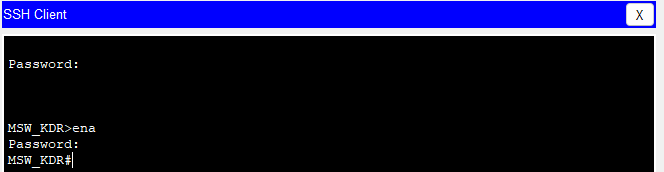 SSH Client
X
Password:
MSW_KDR>ena
Password:
MSW_KDR#